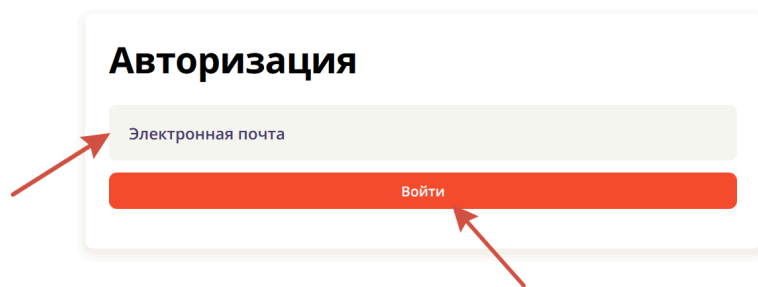 Авторизация
Электронная почта
Войти